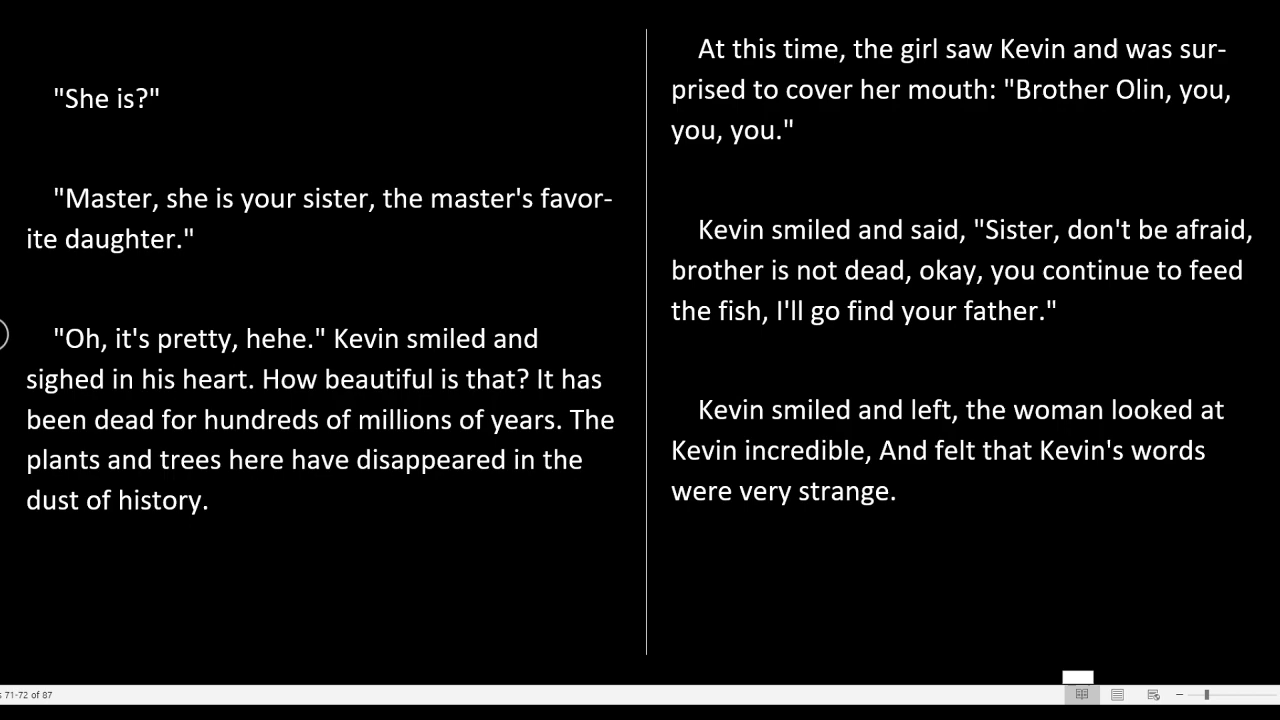 "She is?"
"Master, she is your sister, the master's favor-
ite daughter."
"Oh, it's pretty, hehe." Kevin smiled and
sighed in his heart. How beautiful is that? It has
been dead for hundreds of millions of years. The
plants and trees here have disappeared in the
dust of history.
At this time, the girl saw Kevin and was sur-
prised to cover her mouth: "Brother Olin, you,
you, you."
Kevin smiled and said, "Sister, don't be afraid,
brother is not dead, okay, you continue to feed
the fish, I'll go find your father."
Kevin smiled and left, the woman looked at
Kevin incredible, And felt that Kevin's words
were very strange.
s 71-72 of 87